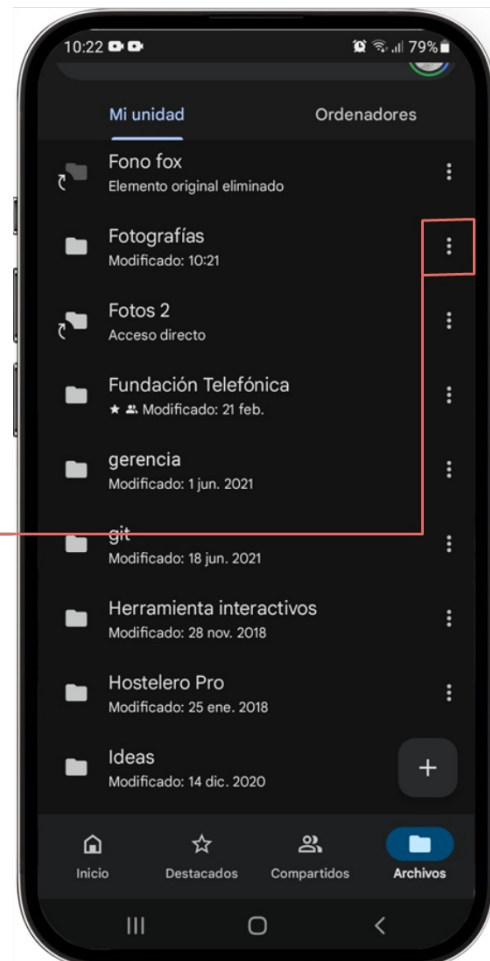 10:22
79%
Mi unidad
Ordenadores
Fono fox
Elemento original eliminado
Fotografías
Modificado: 10:21
Fotos 2
Acceso directo
Fundación Telefónica
Modificado: 21 feb.
gerencia
Modificado: 1 jun. 2021
git
Modificado: 18 jun. 2021
Herramienta interactivos
Modificado: 28 nov. 2018
Hostelero Pro
Modificado: 25 ene. 2018
Ideas
Modificado: 14 dic. 2020
Inicio
Destacados
Compartidos
Archivos